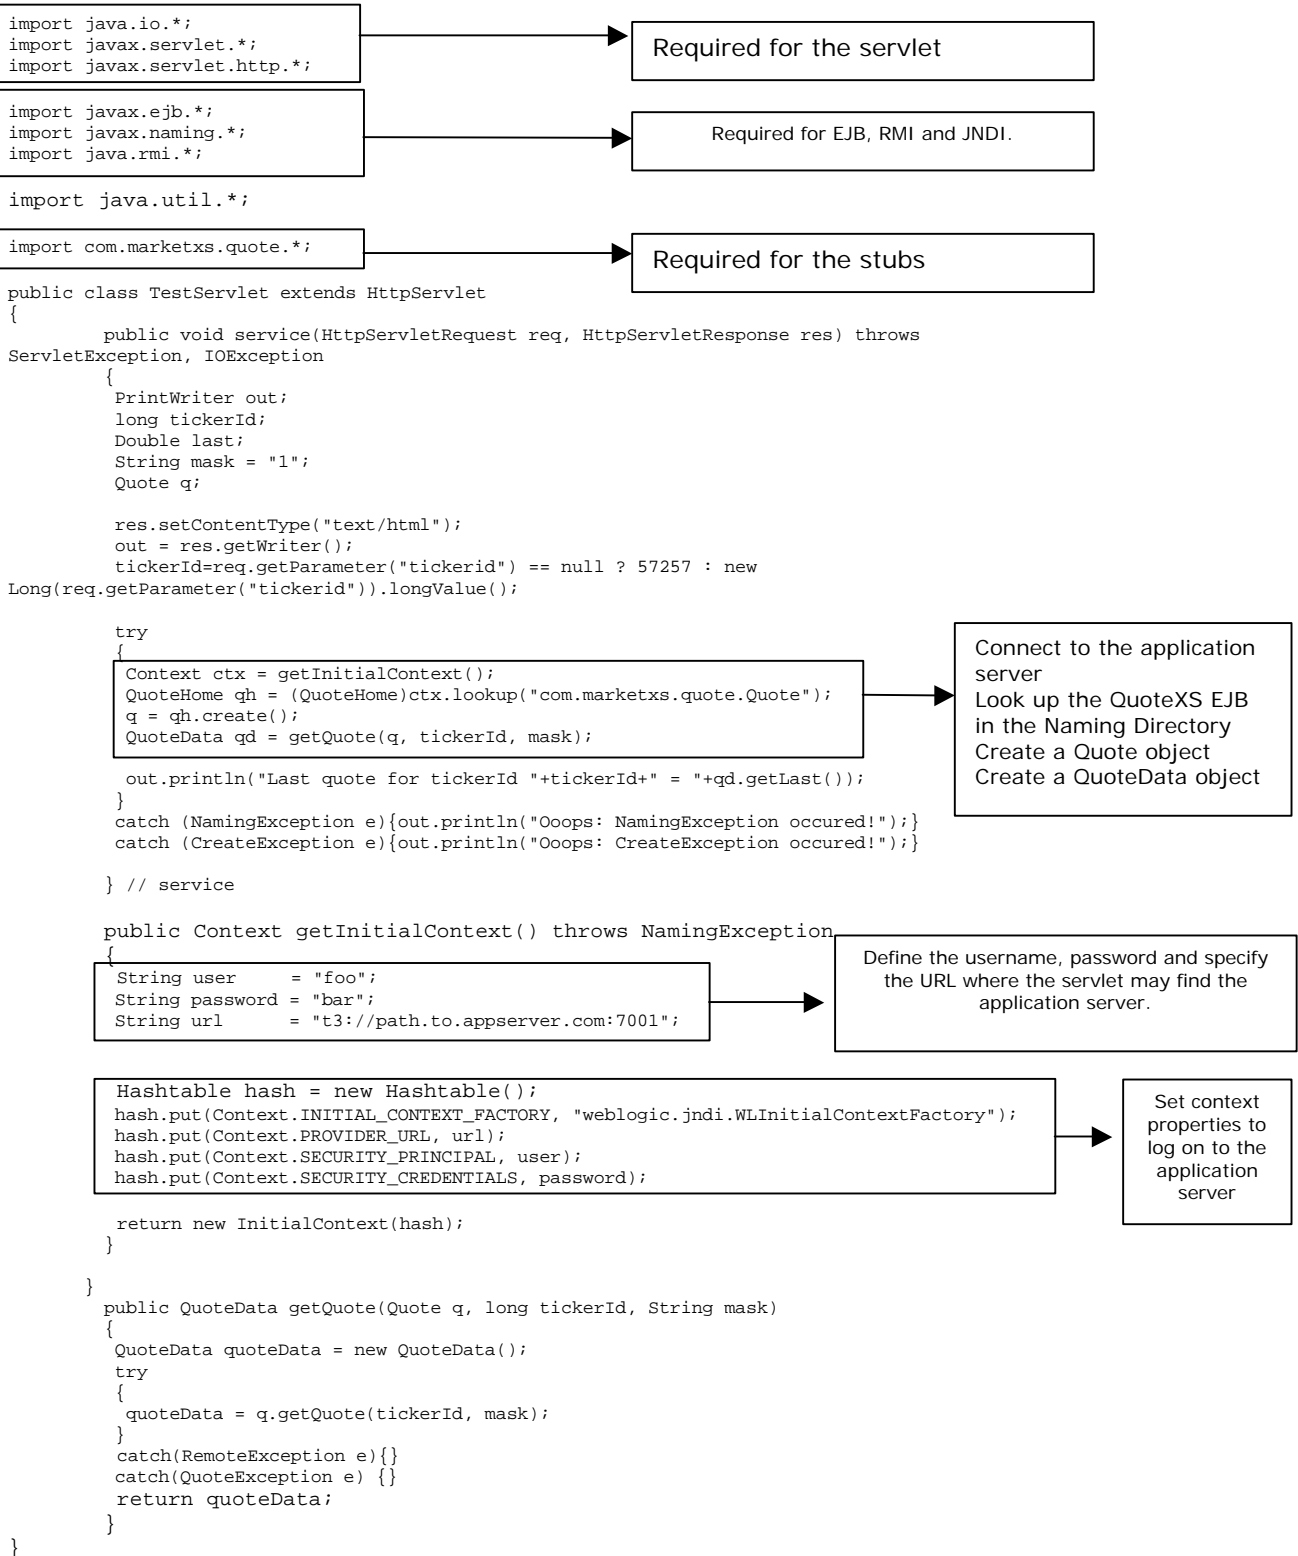 import java.io.*;
import javax.servlet.*;
import javax.servlet.http.*;
Required for the servlet
import javax.ejb.*;
import javax.naming.*;
import java.rmi.*;
Required for EJB, RMI and JNDI.
import java.util.*;
import com.marketxs.quote.*;
Required for the stubs
public class TestServlet extends HttpServlet
{
public void service(HttpServletRequest req, HttpServletResponse res) throws
ServletException, IOException
{
PrintWriter out;
long tickerId;
Double last;
String mask = "1";
Quote q;
res.setContentType("text/html");
out = res.getWriter();
tickerId=req.getParameter("tickerid") == null ? 57257 : new
Long(req.getParameter("tickerid")).longValue();
try
{
Context ctx = getInitialContext();
QuoteHome qh = (QuoteHome)ctx.lookup("com.marketxs.quote.Quote");
q = qh.create();
QuoteData qd = getQuote(q, tickerId, mask);
Connect to the application
server
Look up the QuoteXS EJB
in the Naming Directory
Create a Quote object
Create a QuoteData object
out.println("Last quote for tickerId "+tickerId+" = "+qd.getLast());
}
catch (NamingException e){out.println("Ooops: NamingException occured!");}
catch (CreateException e){out.println("Ooops: CreateException occured!");}
} // service
public Context getInitialContext() throws NamingException
{
String user     = "foo";
String password = "bar";
String url      = "t3://path.to.appserver.com:7001";
Define the username, password and specify
the URL where the servlet may find the
application server.
Hashtable hash = new Hashtable();
hash.put(Context.INITIAL_CONTEXT_FACTORY, "weblogic.jndi.WLInitialContextFactory");
hash.put(Context.PROVIDER_URL, url);
hash.put(Context.SECURITY_PRINCIPAL, user);
hash.put(Context.SECURITY_CREDENTIALS, password);
Set context
properties to
log on to the
application
server
return new InitialContext(hash);
}
}
public QuoteData getQuote(Quote q, long tickerId, String mask)
{
QuoteData quoteData = new QuoteData();
try
{
quoteData = q.getQuote(tickerId, mask);
}
catch(RemoteException e){}
catch(QuoteException e) {}
return quoteData;
}
}